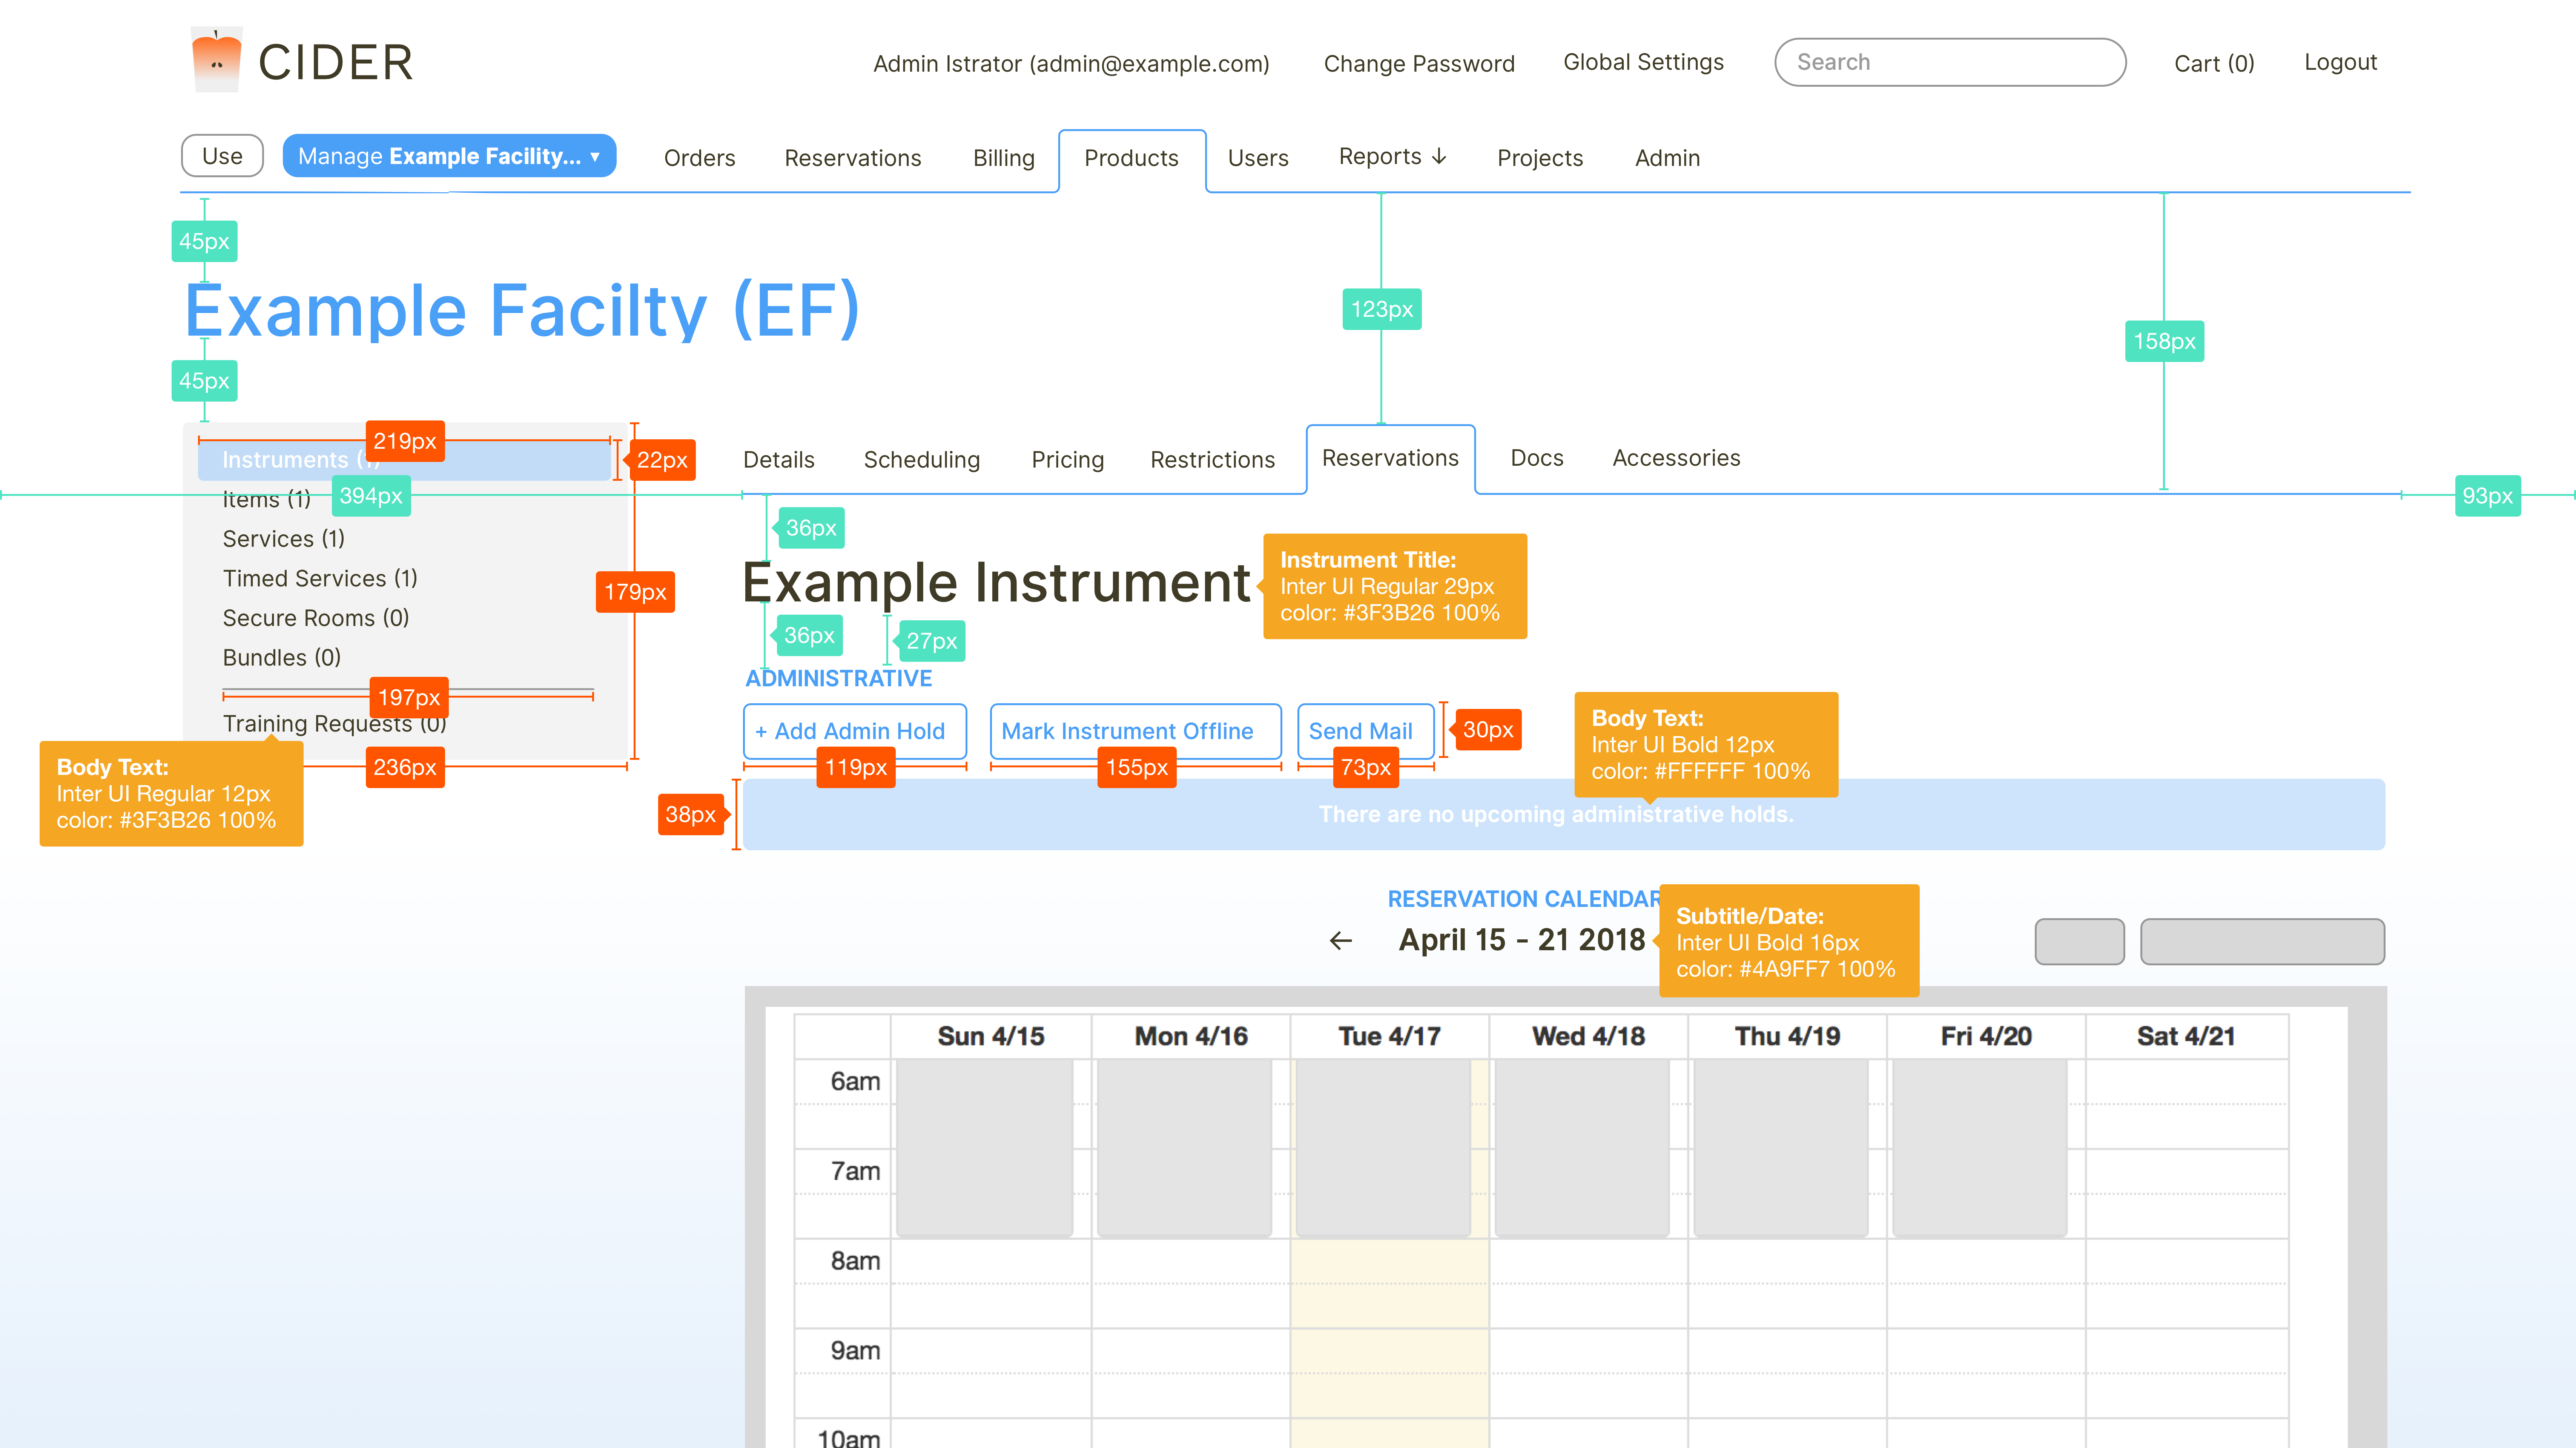 CIDER
Admin Istrator (admin@example.com)
Change Password
Global Settings
Search
Cart (0)
Logout
Use
Manage Example Facility... ▾
Orders
Reservations
Billing
Products
Users
Reports ↓
Projects
Admin
45px
Example Facilty (EF)
45px
123px
158px
219px
Instruments (1)
22px
Items (1)
394px
Services (1)
Timed Services (1)
179px
Secure Rooms (0)
Bundles (0)
197px
Training Requests (0)
236px
Body Text:
Inter UI Regular 12px
color: #3F3B26 100%
Details
Scheduling
Pricing
Restrictions
Reservations
Docs
Accessories
93px
36px
Example Instrument
Instrument Title:
Inter UI Regular 29px
color: #3F3B26 100%
36px
27px
ADMINISTRATIVE
+ Add Admin Hold
Mark Instrument Offline
Send Mail
30px
119px
155px
73px
Body Text:
Inter UI Bold 12px
color: #FFFFFF 100%
38px
There are no upcoming administrative holds.
RESERVATION CALENDAR
← April 15 - 21 2018
Subtitle/Date:
Inter UI Bold 16px
color: #4A9FF7 100%
Sun 4/15
Mon 4/16
Tue 4/17
Wed 4/18
Thu 4/19
Fri 4/20
Sat 4/21
6am
7am
8am
9am
10am